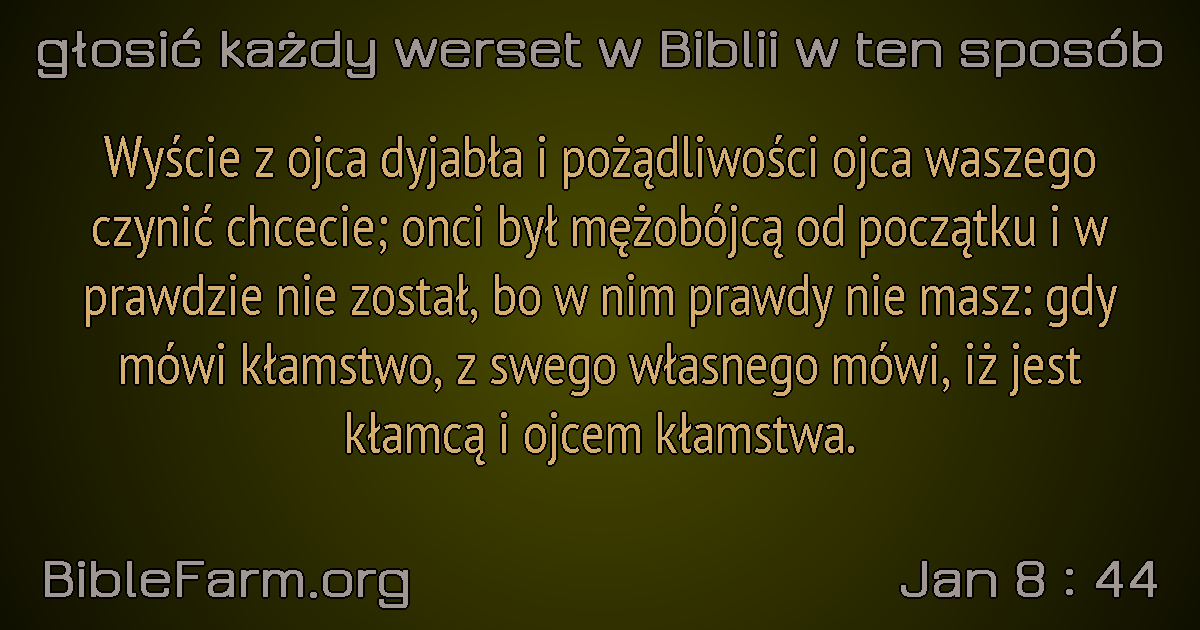 głosić każdy werset w Biblii w ten sposób
Wyście z ojca dyjabła i pożądliwości ojca waszego
czynić chcecie; onci był mężobójcą od początku i w
prawdzie nie został, bo w nim prawdy nie masz: gdy
mówi kłamstwo, z swego własnego mówi, iż jest
kłamcą i ojcem kłamstwa.
BibleFarm.org
Jan 8 : 44